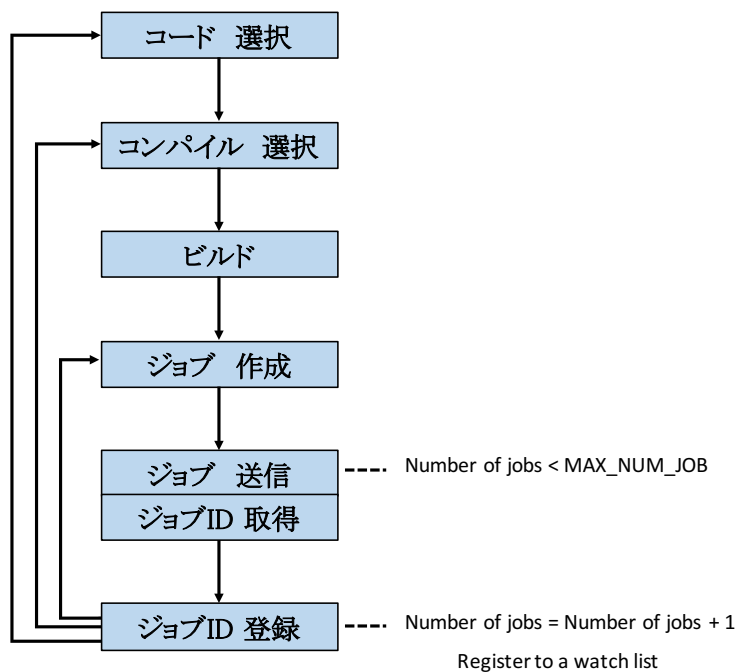 コード 選択
コンパイル 選択
ビルド
ジョブ 作成
ジョブ 送信
Number of jobs < MAX_NUM_JOB
ジョブID 取得
ジョブID 登録
Number of jobs = Number of jobs + 1
Register to a watch list